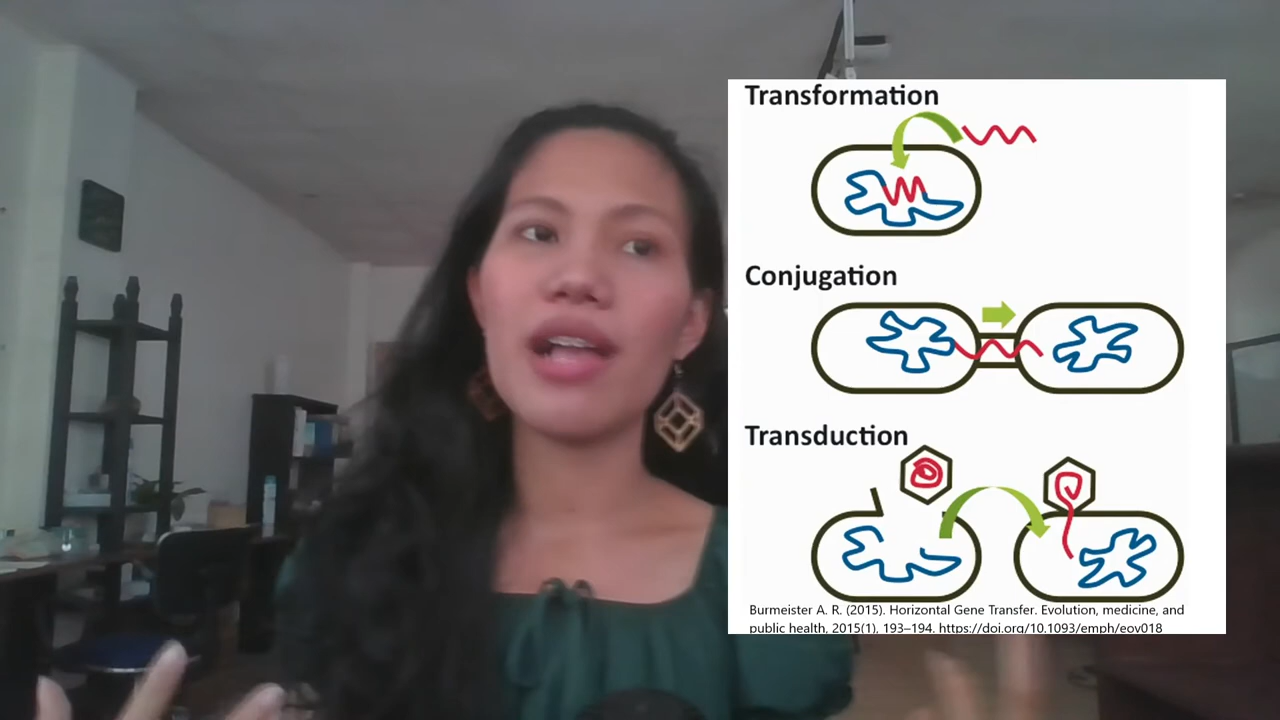 Transformation
Conjugation
Transduction
Burmeister A. R. (2015). Horizontal Gene Transfer. Evolution, medicine, and
public health, 2015(1), 193–194. https://doi.org/10.1093/emph/eov018